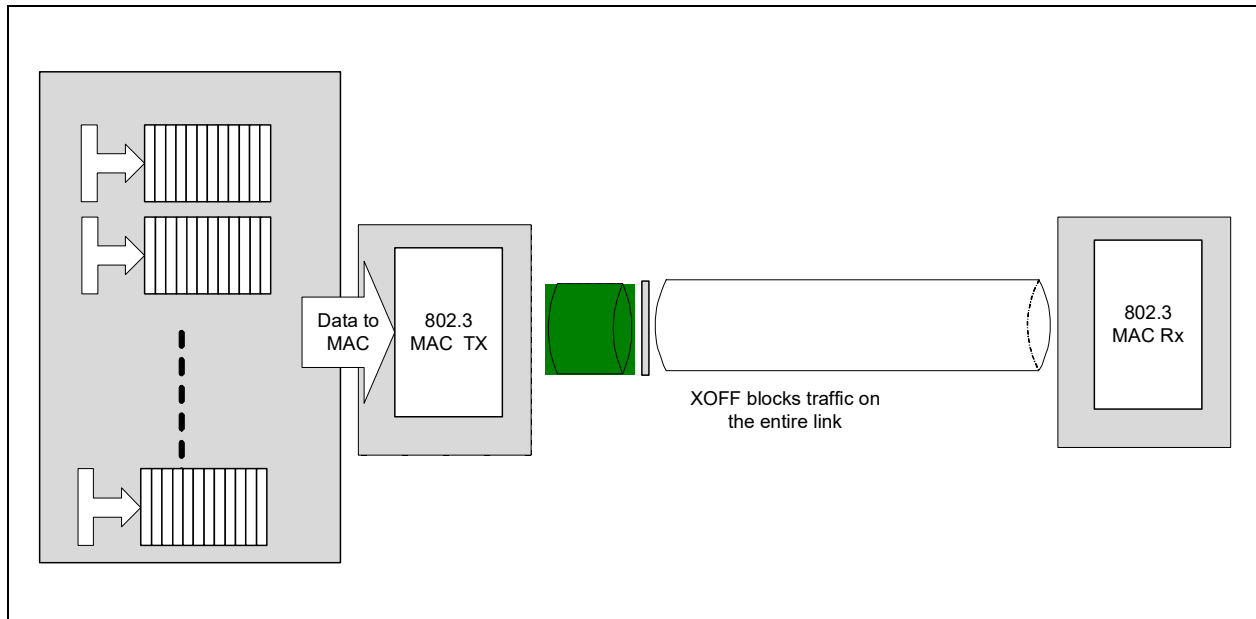 Data to
MAC
802.3
MAC TX
XOFF blocks traffic on
the entire link
802.3
MAC Rx